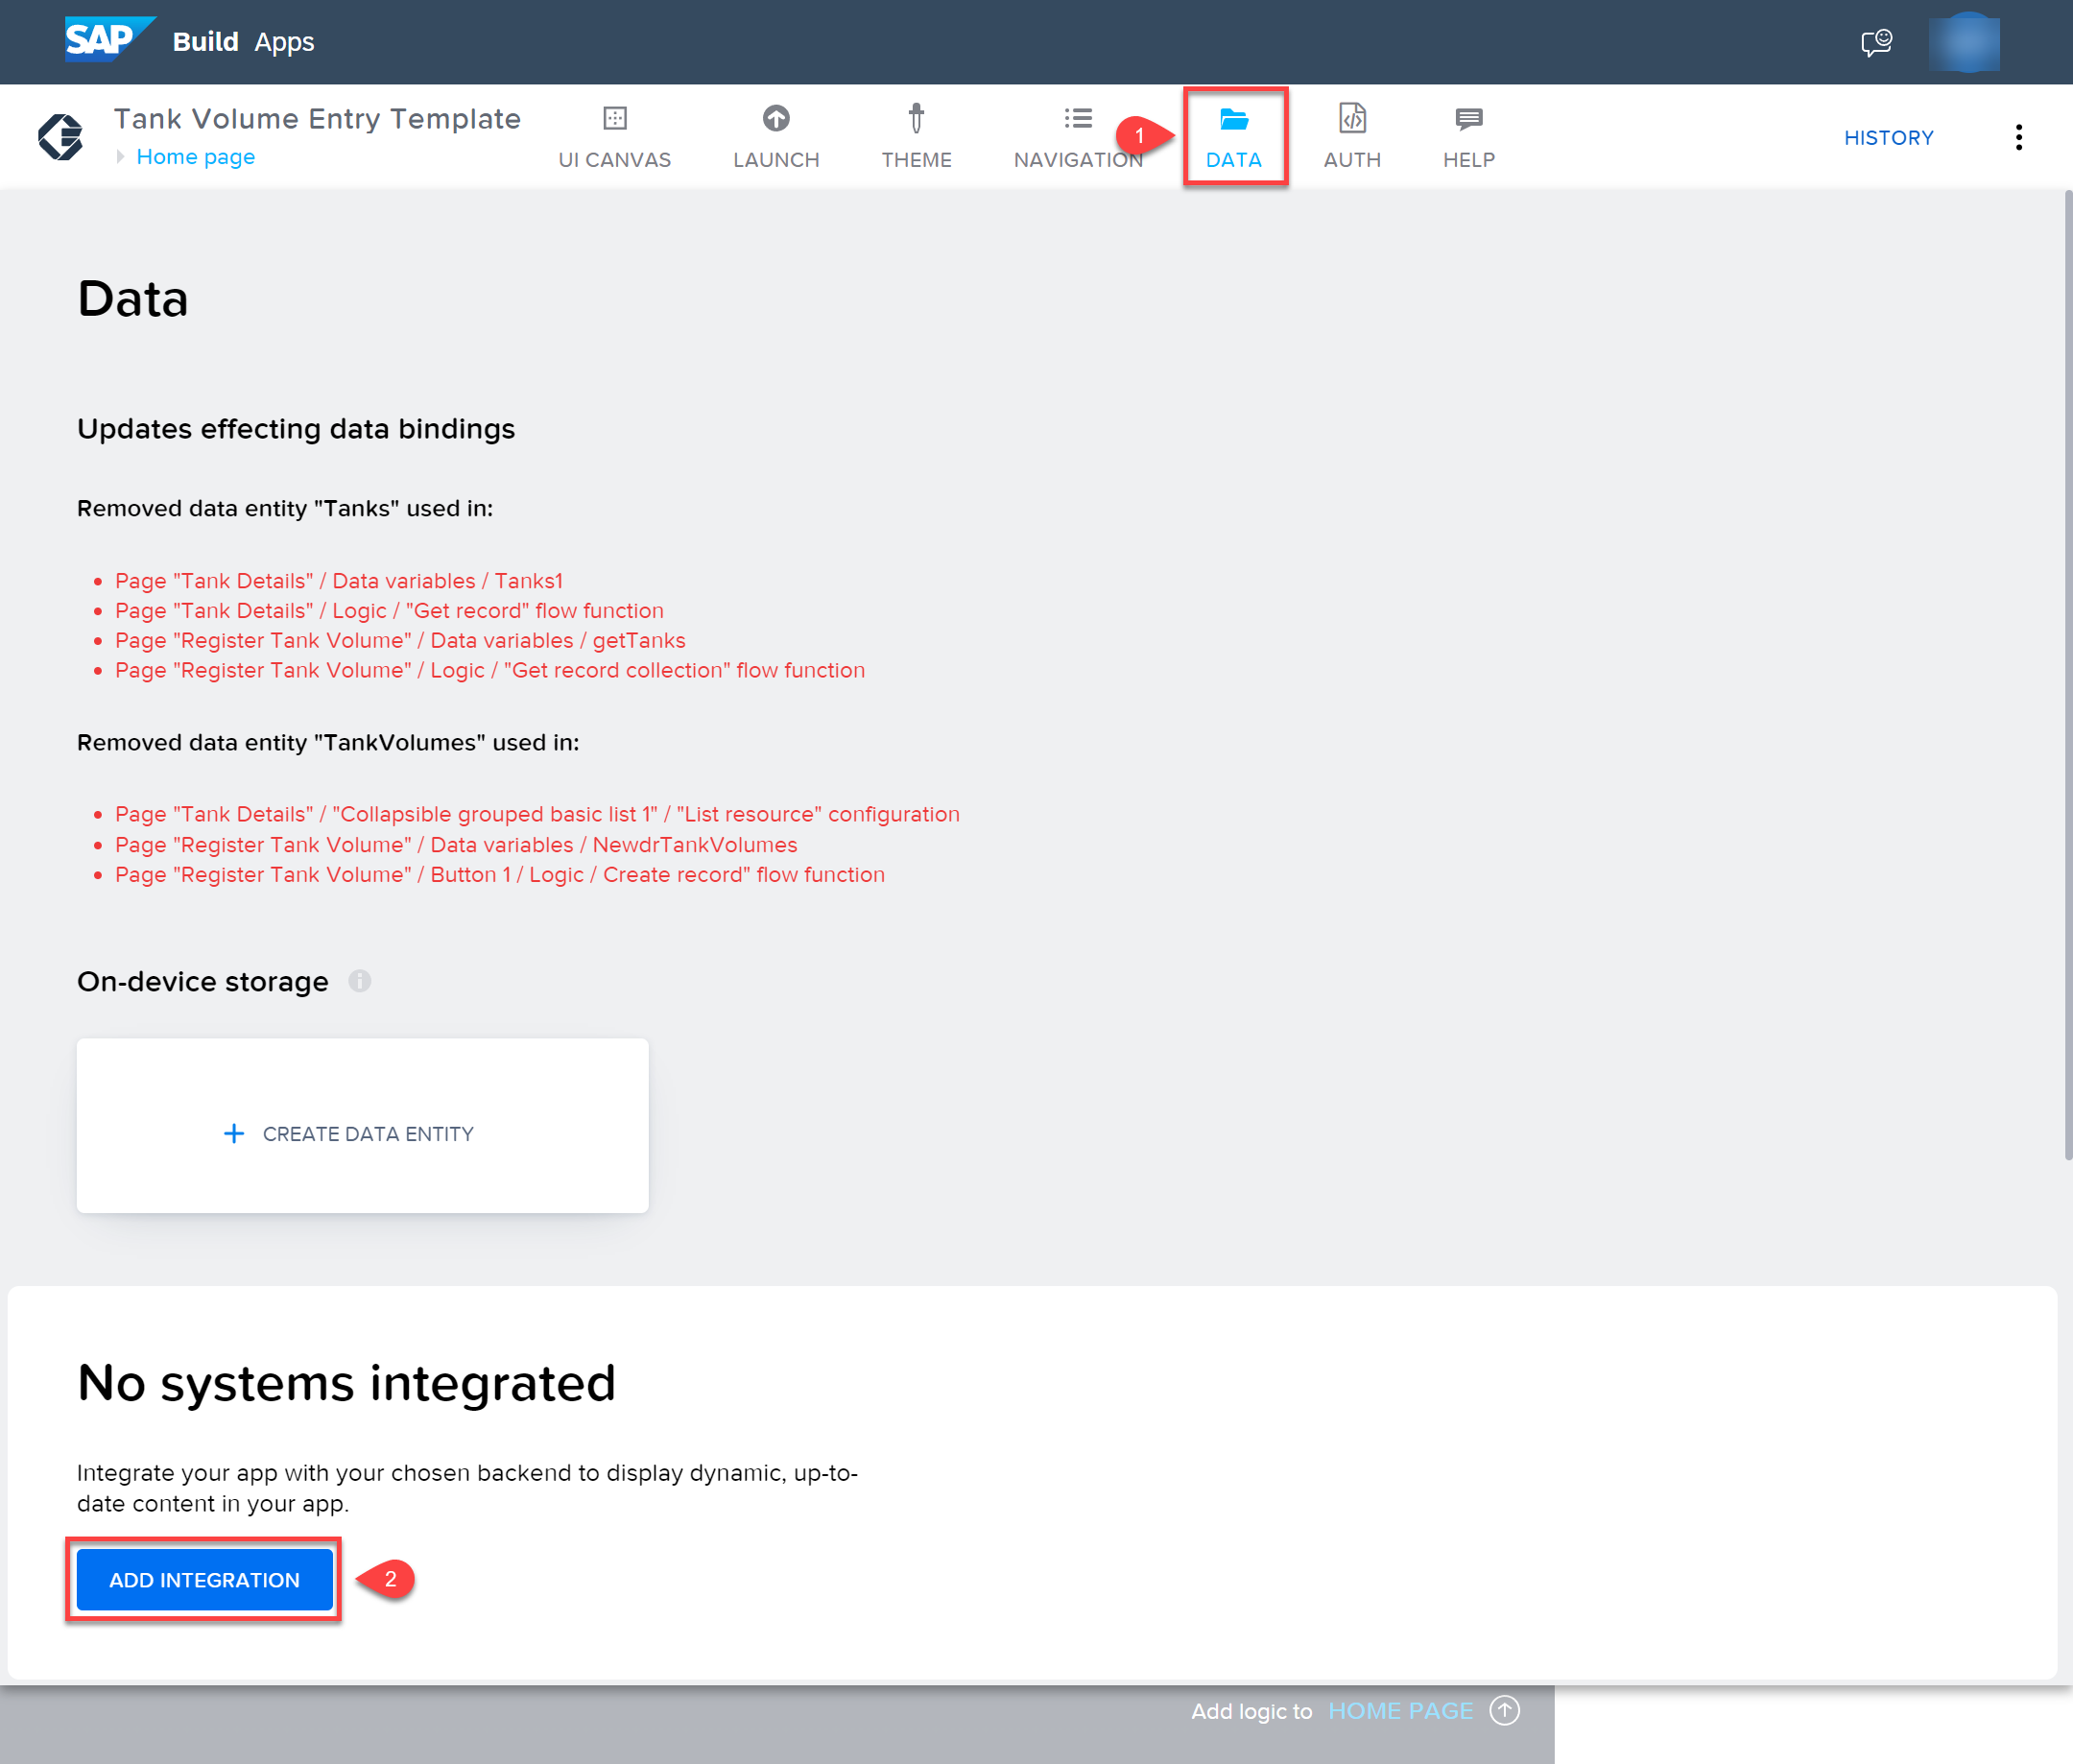 SAP Build Apps
Tank Volume Entry Template
Home page
UI CANVAS
LAUNCH
THEME
NAVIGATION
1
DATA
AUTH
HELP
HISTORY
Data
Updates effecting data bindings
Removed data entity "Tanks" used in:
Page "Tank Details" / Data variables / Tanks1
Page "Tank Details" / Logic / "Get record" flow function
Page "Register Tank Volume" / Data variables / getTanks
Page "Register Tank Volume" / Logic / "Get record collection" flow function
Removed data entity "TankVolumes" used in:
Page "Tank Details" / "Collapsible grouped basic list 1" / "List resource" configuration
Page "Register Tank Volume" / Data variables / NewdrTankVolumes
Page "Register Tank Volume" / Button 1 / Logic / Create record" flow function
On-device storage
+ CREATE DATA ENTITY
No systems integrated
Integrate your app with your chosen backend to display dynamic, up-to-
date content in your app.
ADD INTEGRATION
2
Add logic to HOME PAGE